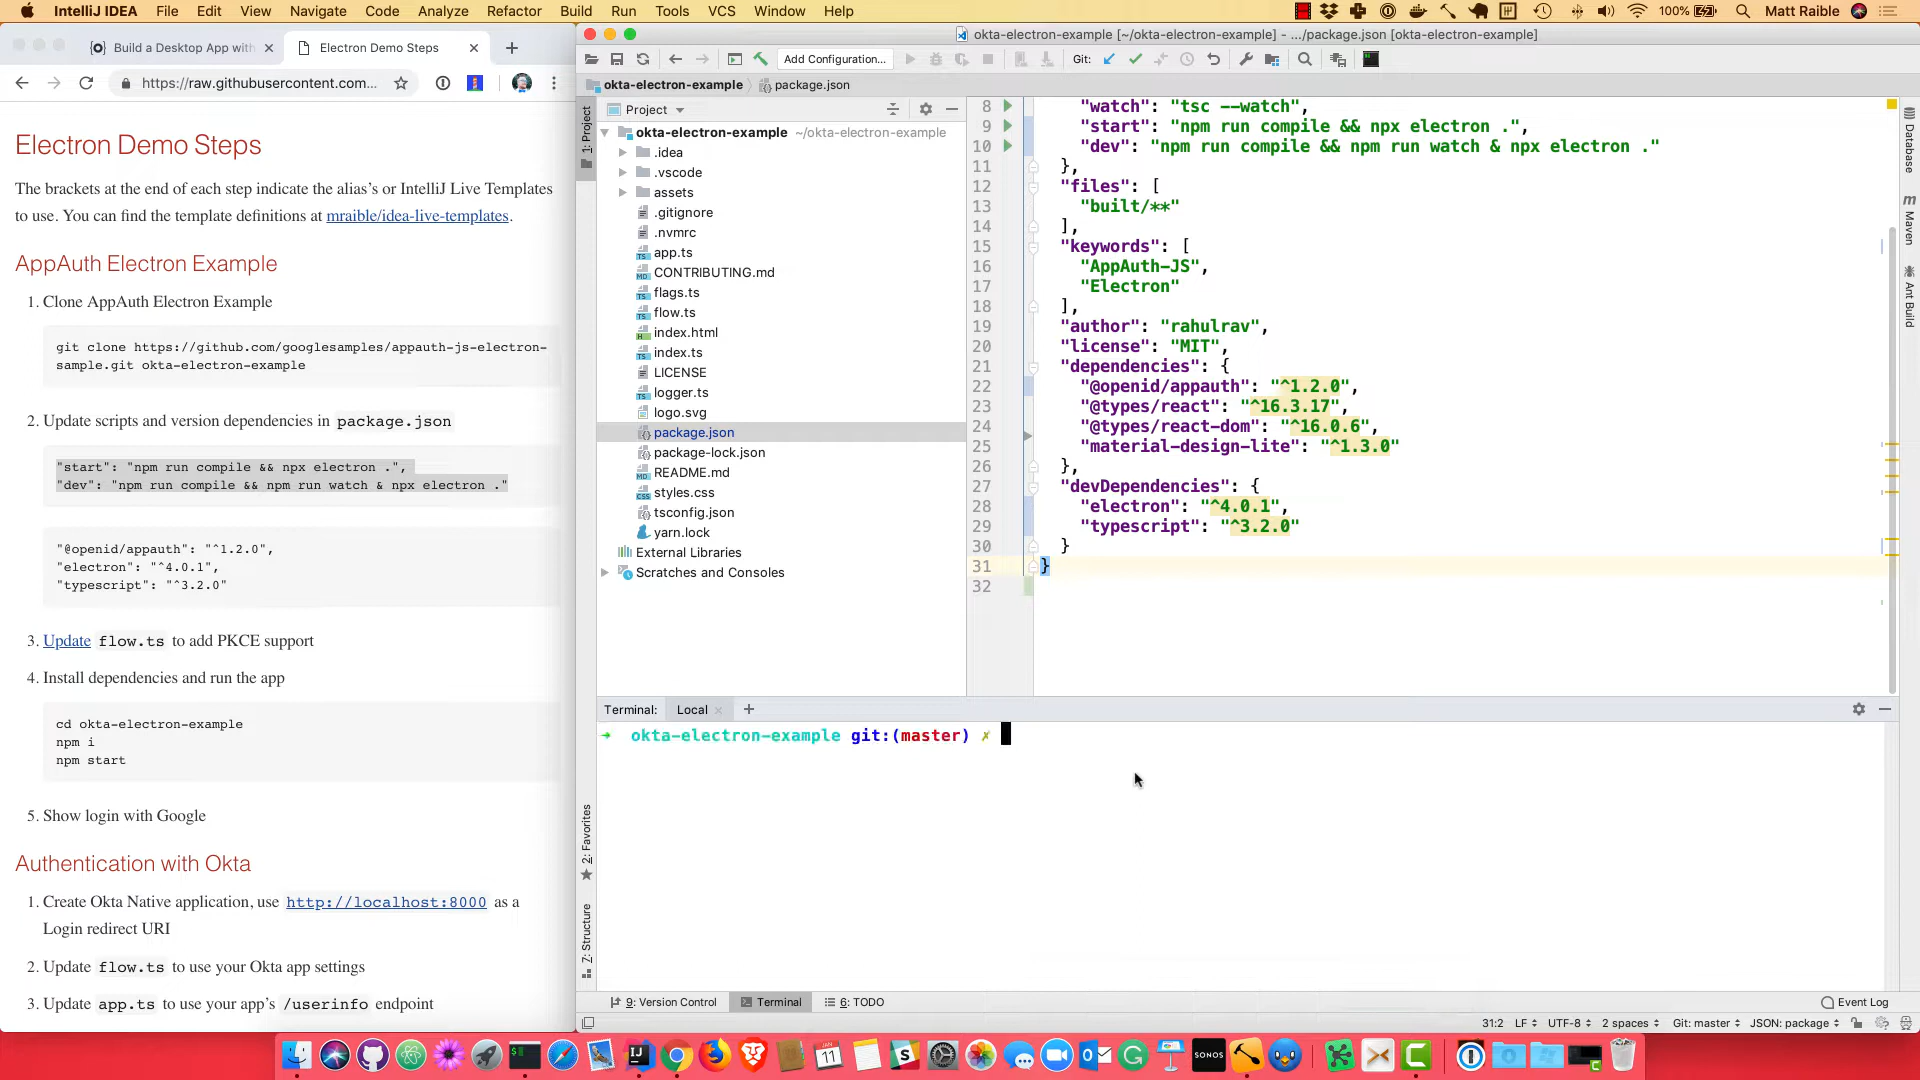 IntelliJ IDEA File Edit View Navigate Code Analyze Refactor Build Run Tools VCS Window Help
100% Matt Raible
Build a Desktop App with
Electron Demo Steps
https://raw.githubusercontent.com...
Electron Demo Steps
The brackets at the end of each step indicate the alias's or IntelliJ Live Templates
to use. You can find the template definitions at mraible/idea-live-templates.
AppAuth Electron Example
1. Clone AppAuth Electron Example
git clone https://github.com/googlesamples/appauth-js-electron-
sample.git okta-electron-example
2. Update scripts and version dependencies in package.json
"start": "npm run compile && npx electron .",
"dev": "npm run compile && npm run watch & npx electron ."
"@openid/appauth": "^1.2.0",
"electron": "^4.0.1",
"typescript": "^3.2.0"
3. Update flow.ts to add PKCE support
4. Install dependencies and run the app
cd okta-electron-example
npm i
npm start
5. Show login with Google
Authentication with Okta
1. Create Okta Native application, use http://localhost:8000 as a
Login redirect URI
2. Update flow.ts to use your Okta app settings
3. Update app.ts to use your app's /userinfo endpoint
okta-electron-example [~/okta-electron-example] - .../package.json [okta-electron-example]
Add Configuration...
Git:
okta-electron-example package.json
1: Project
Project
okta-electron-example ~/okta-electron-example
.idea
.vscode
assets
.gitignore
.nvmrc
app.ts
CONTRIBUTING.md
flags.ts
flow.ts
index.html
index.ts
LICENSE
logger.ts
logo.svg
package.json
package-lock.json
README.md
styles.css
tsconfig.json
yarn.lock
External Libraries
Scratches and Consoles
8 "watch": "tsc --watch",
9 "start": "npm run compile && npx electron .",
10 "dev": "npm run compile && npm run watch & npx electron ."
11 },
12 "files": [
13 "built/**"
14 ],
15 "keywords": [
16 "AppAuth-JS",
17 "Electron"
18 ],
19 "author": "rahulrav",
20 "license": "MIT",
21 "dependencies": {
22 "@openid/appauth": "^1.2.0",
23 "@types/react": "^16.3.17",
24 "@types/react-dom": "^16.0.6",
25 "material-design-lite": "^1.3.0"
26 },
27 "devDependencies": {
28 "electron": "^4.0.1",
29 "typescript": "^3.2.0"
30 }
31 }
32
Database
Maven
Ant Build
Terminal: Local
➜ okta-electron-example git:(master) ✗
2: Favorites
Z: Structure
9: Version Control Terminal 6: TODO Event Log
31:2 LF UTF-8 2 spaces Git: master JSON: package
JAN
11
SONOS